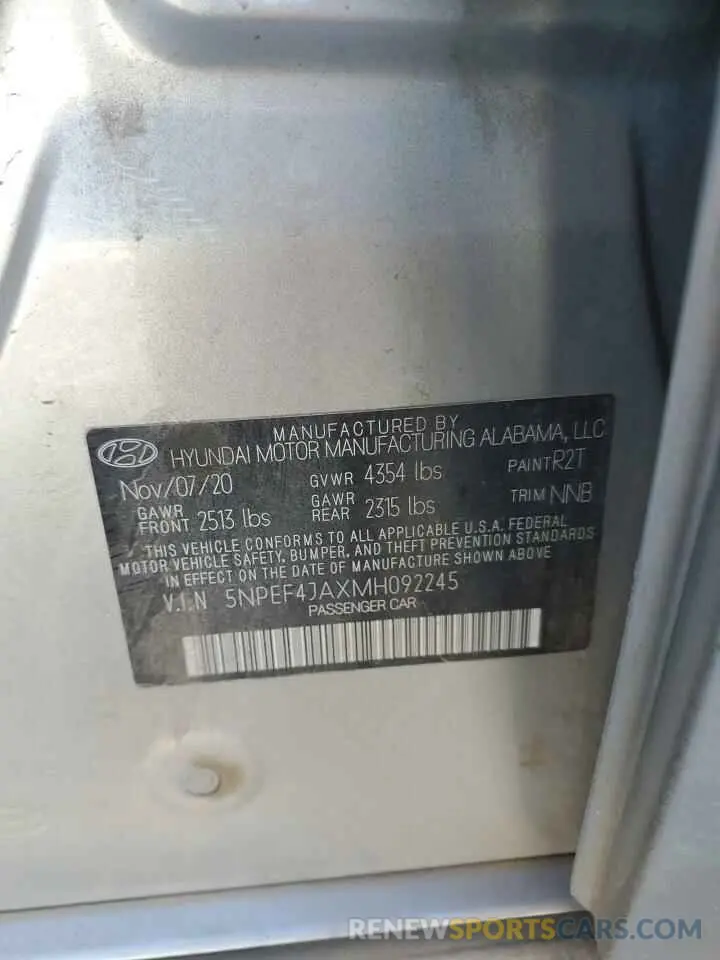 MANUFACTURED BY
HYUNDAI MOTOR MANUFACTURING ALABAMA, LLC
Nov/07/20 GVWR 4354 lbs PAINT R2T
GAWR FRONT 2513 lbs GAWR REAR 2315 lbs TRIM NNB
THIS VEHICLE CONFORMS TO ALL APPLICABLE U.S.A. FEDERAL
MOTOR VEHICLE SAFETY, BUMPER, AND THEFT PREVENTION STANDARDS
IN EFFECT ON THE DATE OF MANUFACTURE SHOWN ABOVE
V.I.N 5NPEF4JAXMH092245
PASSENGER CAR
RENEWSPORTSCARS.COM